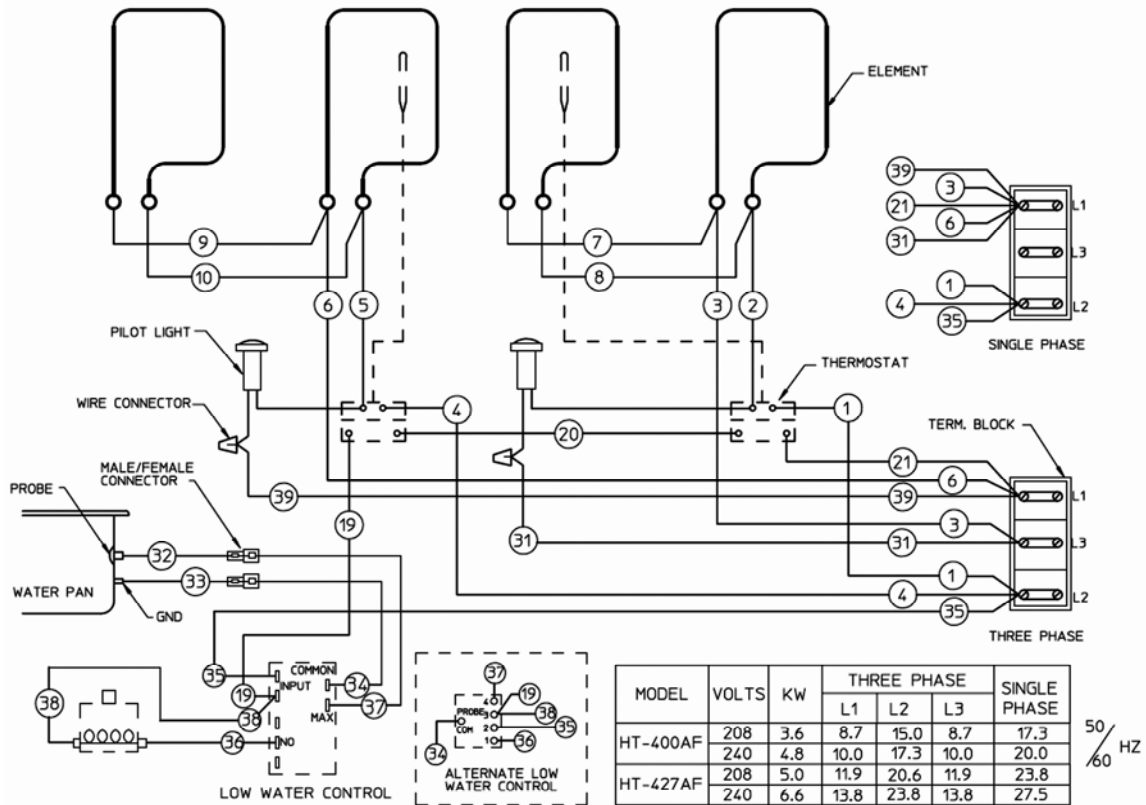 ELEMENT
39
3
21
6
31
L1
L3
1
4
35
L2
SINGLE PHASE
9
7
10
8
6
5
3
2
PILOT LIGHT
THERMOSTAT
WIRE CONNECTOR
4
1
TERM. BLOCK
20
21
MALE/FEMALE
CONNECTOR
6
L1
39
39
PROBE
19
3
31
31
L3
32
33
1
WATER PAN
GND
4
35
L2
THREE PHASE
35
COMMON
INPUT
34
19
38
38
MAX
37
36
NO
LOW WATER CONTROL
37
4
19
PROBE
3
38
COM
2
35
34
1
36
ALTERNATE LOW
WATER CONTROL
MODEL VOLTS KW THREE PHASE SINGLE PHASE
L1 L2 L3
HT-400AF 208 3.6 8.7 15.0 8.7 17.3
240 4.8 10.0 17.3 10.0 20.0
HT-427AF 208 5.0 11.9 20.6 11.9 23.8
240 6.6 13.8 23.8 13.8 27.5
50/60 HZ